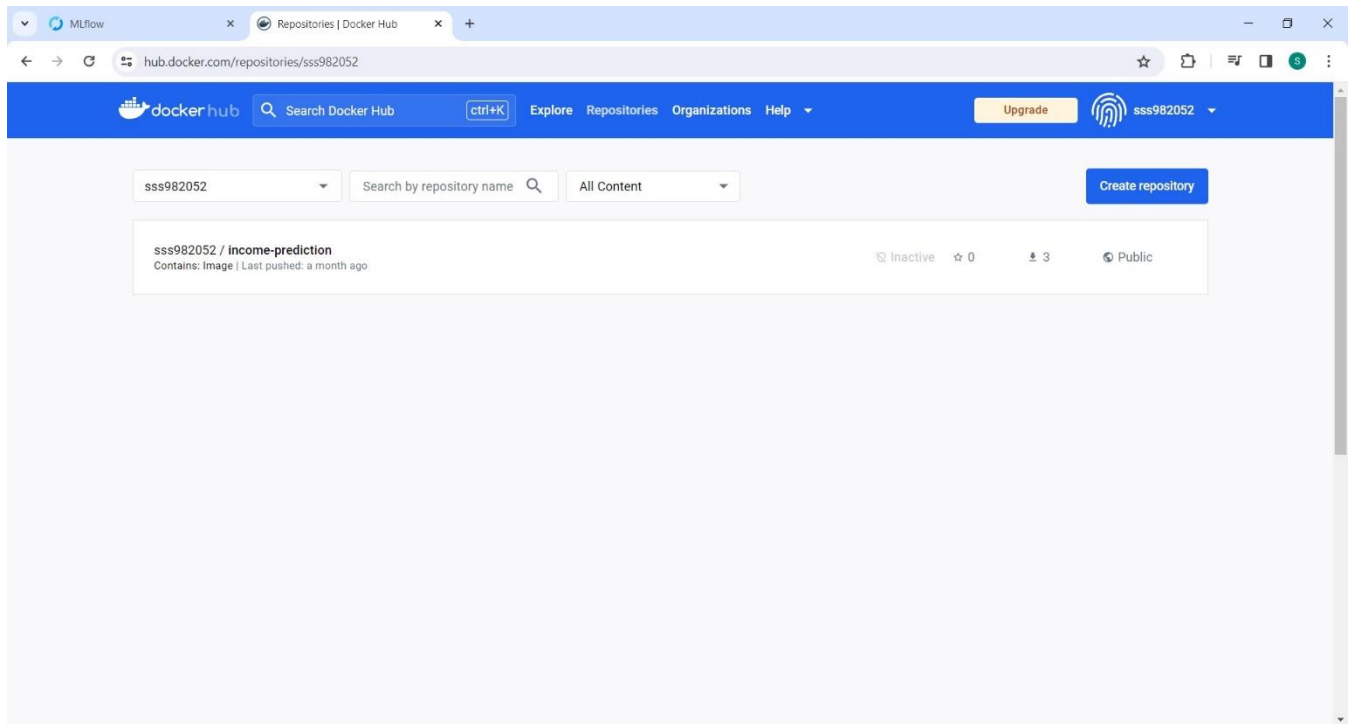 MLflow
Repositories | Docker Hub
hub.docker.com/repositories/sss982052
S
dockerhub Search Docker Hub ctrl+K Explore Repositories Organizations Help Upgrade sss982052
sss982052 Search by repository name All Content Create repository
sss982052 / income-prediction
Contains: Image | Last pushed: a month ago
Inactive 0 3 Public